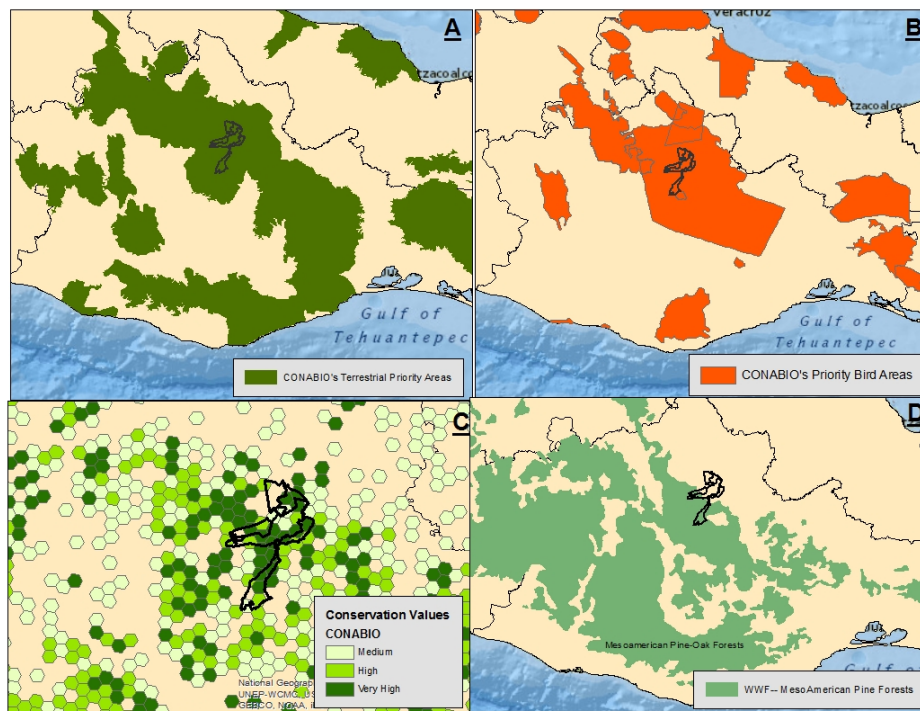 A
tzacoalco
Gulf of
Tehuantepec
CONABIO's Terrestrial Priority Areas
Veracruz
B
tzacoalcos
Gulf of
Tehuantepec
CONABIO's Priority Bird Areas
C
Conservation Values
CONABIO
Medium
High
Very High
National Geograp
UNEP-WCMC, US
GEBCO, NOAA, i
D
Mesoamerican Pine-Oak Forests
Gulf o
WWF-- MesoAmerican Pine Forests